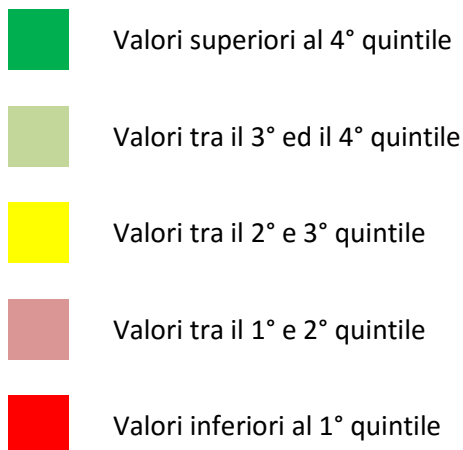 Valori superiori al 4° quintile
Valori tra il 3° ed il 4° quintile
Valori tra il 2° e 3° quintile
Valori tra il 1° e 2° quintile
Valori inferiori al 1° quintile